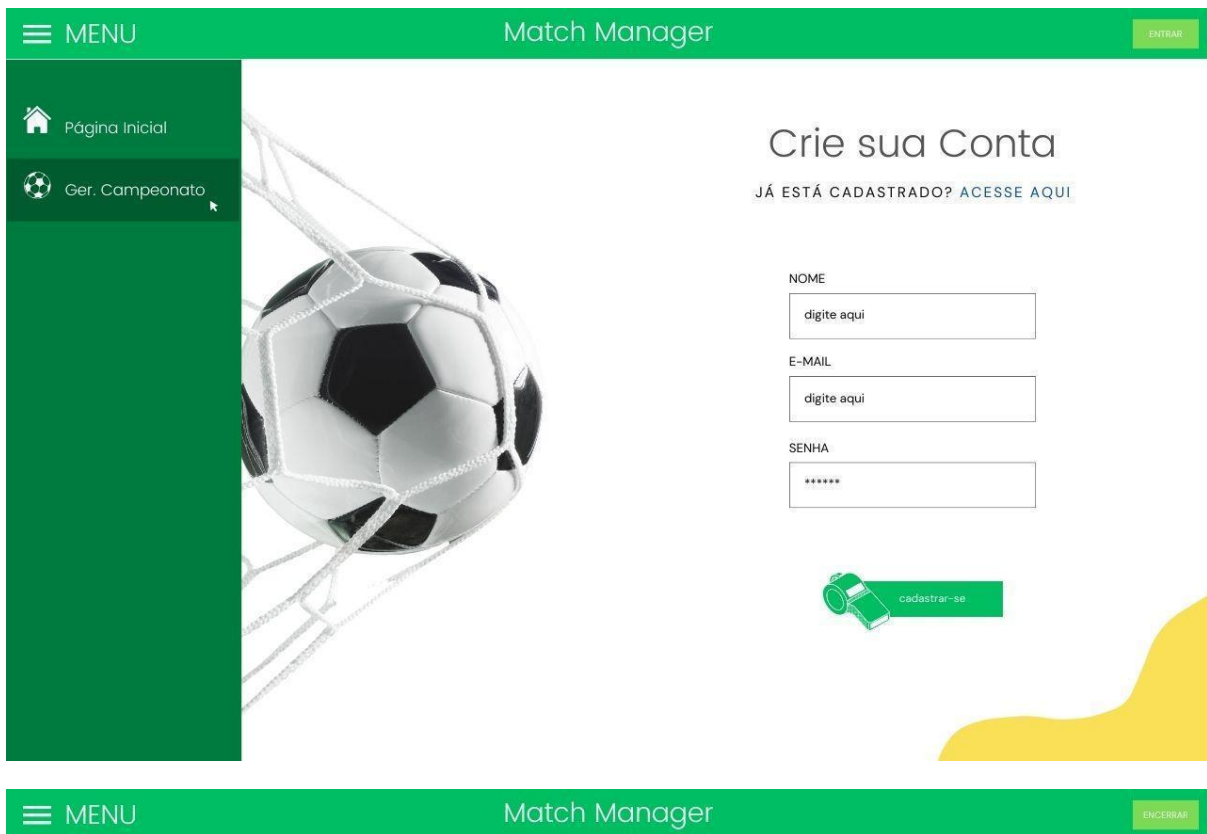 MENU
Match Manager
ENTRAR
Página Inicial
Ger. Campeonato
Crie sua Conta
JÁ ESTÁ CADASTRADO? ACESSE AQUI
NOME
digite aqui
E-MAIL
digite aqui
SENHA
******
cadastrar-se
MENU
Match Manager
ENCERRAR